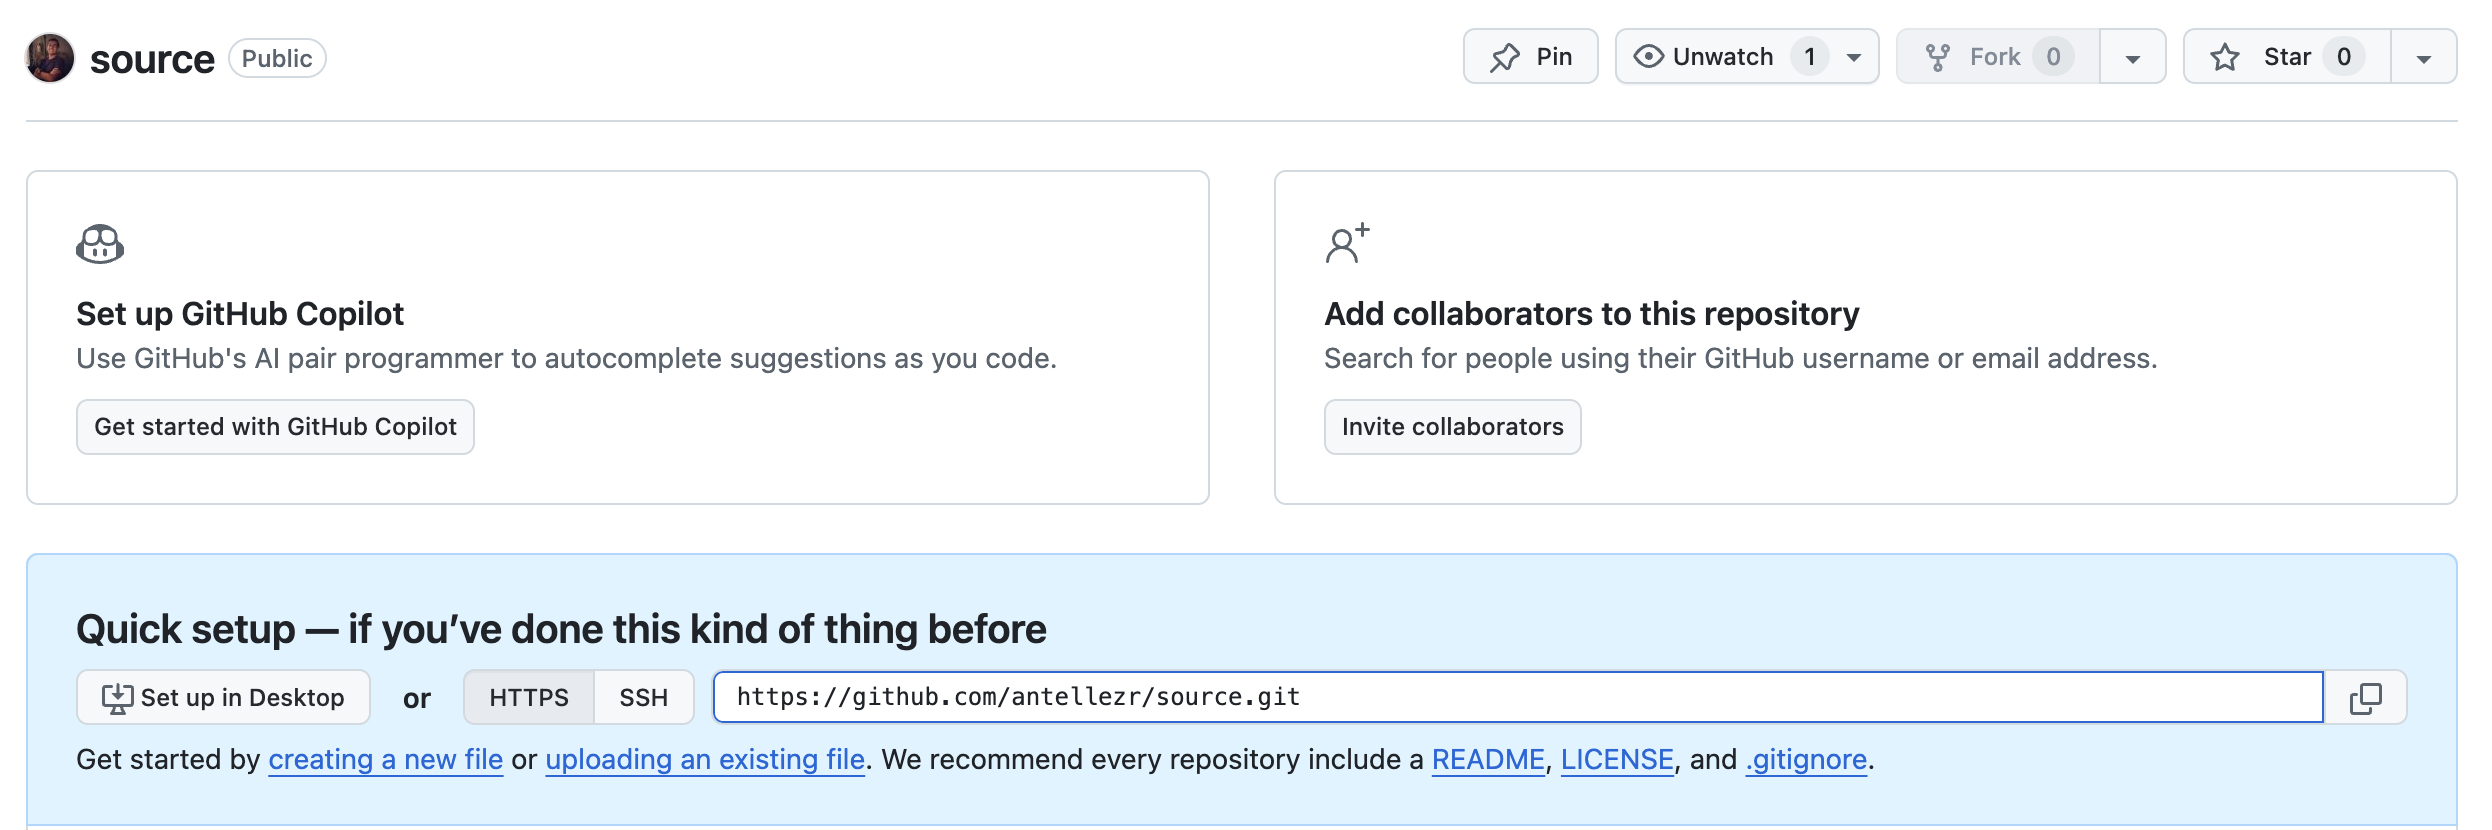 source Public Pin Unwatch 1 Fork 0 Star 0
Set up GitHub Copilot
Use GitHub's AI pair programmer to autocomplete suggestions as you code.
Get started with GitHub Copilot
Add collaborators to this repository
Search for people using their GitHub username or email address.
Invite collaborators
Quick setup — if you’ve done this kind of thing before
Set up in Desktop or HTTPS SSH https://github.com/antellezr/source.git
Get started by creating a new file or uploading an existing file. We recommend every repository include a README, LICENSE, and .gitignore.